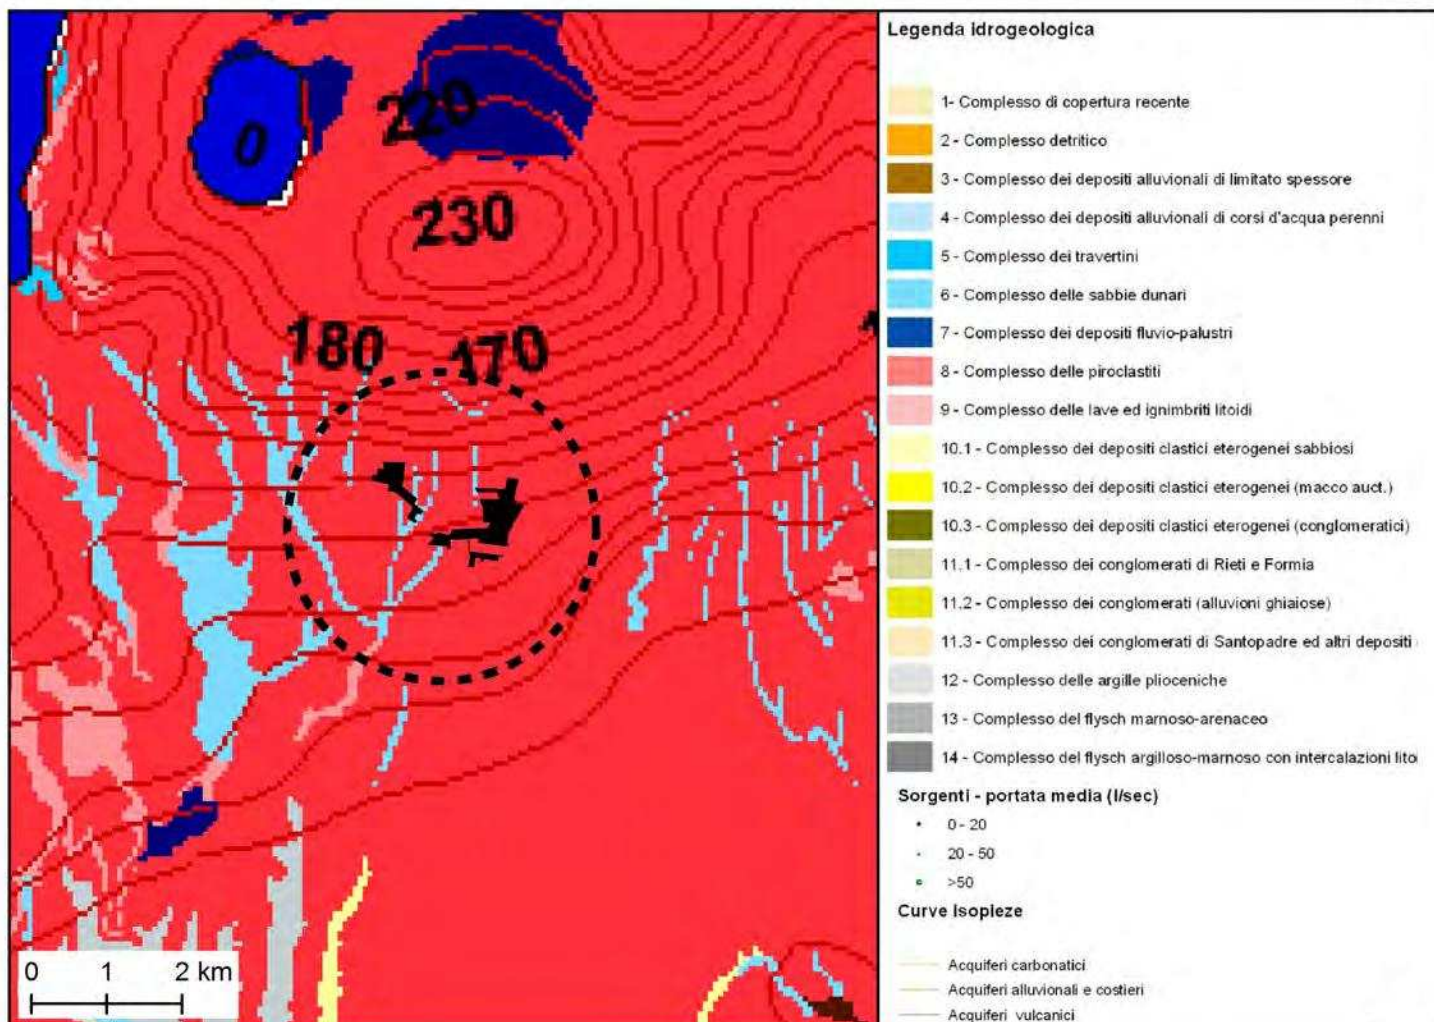 0
220
230
180
170
0 1 2 km
Legenda idrogeologica
1- Complesso di copertura recente
2 - Complesso detritico
3 - Complesso dei depositi alluvionali di limitato spessore
4 - Complesso dei depositi alluvionali di corsi d'acqua perenni
5 - Complesso dei travertini
6 - Complesso delle sabbie dunari
7 - Complesso dei depositi fluvio-palustri
8 - Complesso delle piroclastiti
9 - Complesso delle lave ed ignimbriti litoidi
10.1 - Complesso dei depositi clastici eterogenei sabbiosi
10.2 - Complesso dei depositi clastici eterogenei (macco auct.)
10.3 - Complesso dei depositi clastici eterogenei (conglomeratici)
11.1 - Complesso dei conglomerati di Rieti e Formia
11.2 - Complesso dei conglomerati (alluvioni ghiaiose)
11.3 - Complesso dei conglomerati di Santopadre ed altri depositi
12 - Complesso delle argille plioceniche
13 - Complesso del flysch marnoso-arenaceo
14 - Complesso del flysch argilloso-marnoso con intercalazioni lito
Sorgenti - portata media (l/sec)
0 - 20
20 - 50
>50
Curve isopieze
Acquiferi carbonatici
Acquiferi alluvionali e costieri
Acquiferi vulcanici